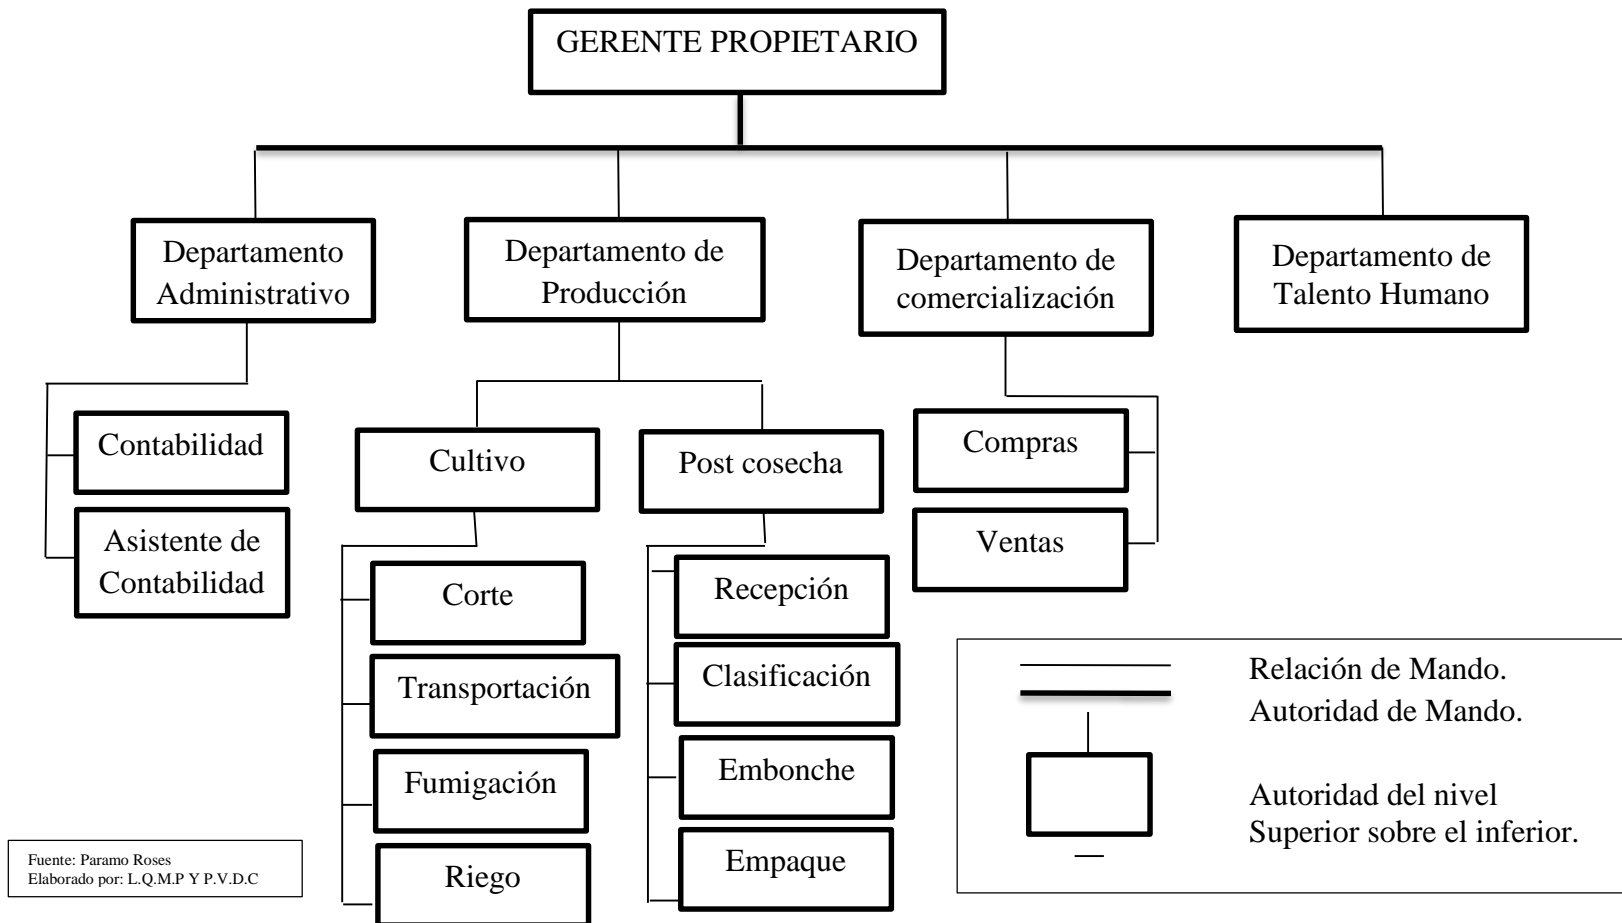 GERENTE PROPIETARIO
Departamento
Administrativo
Departamento de
Producción
Departamento de
comercialización
Departamento de
Talento Humano
Contabilidad
Asistente de
Contabilidad
Cultivo
Post cosecha
Compras
Ventas
Corte
Transportación
Fumigación
Riego
Recepción
Clasificación
Embonche
Empaque
Relación de Mando.
Autoridad de Mando.
Autoridad del nivel
Superior sobre el inferior.
Fuente: Paramo Roses
Elaborado por: L.Q.M.P Y P.V.D.C